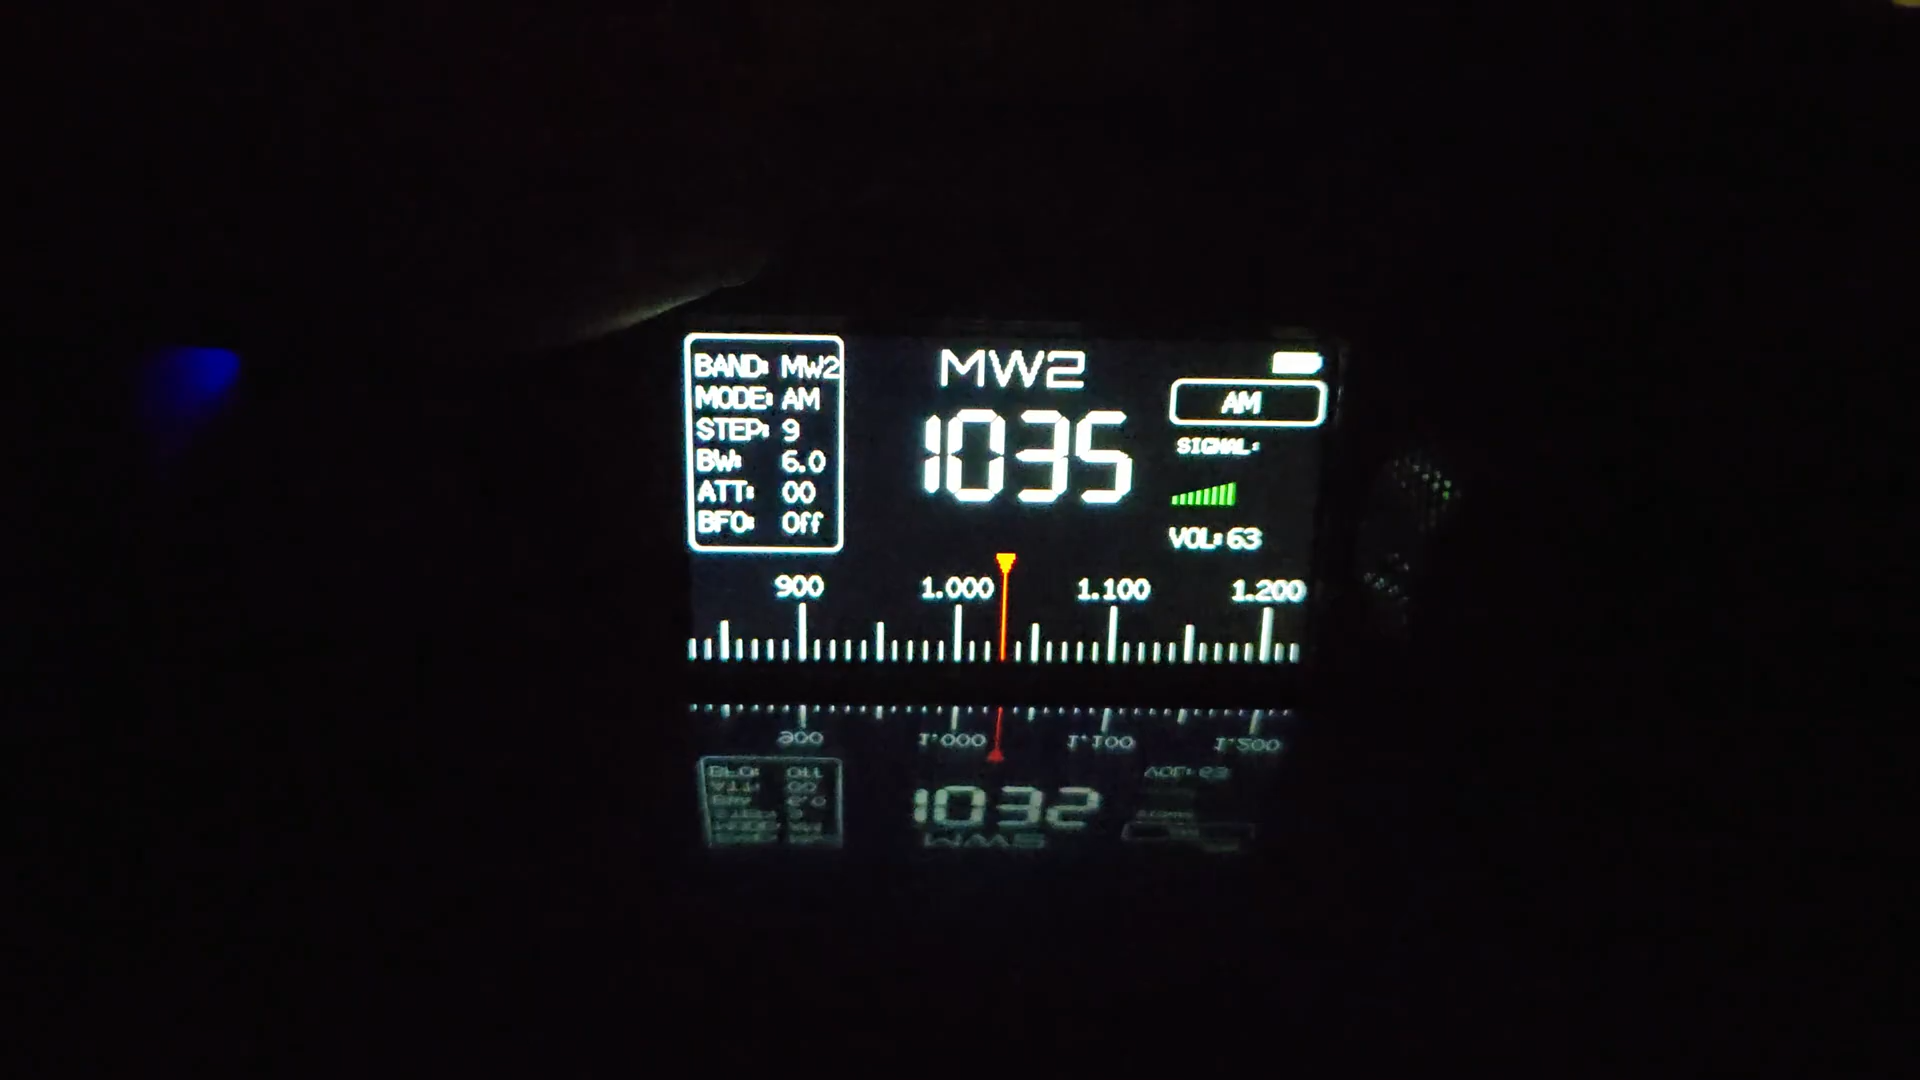 BAND: MW2
MODE: AM
STEP: 9
BW: 6.0
ATT: 00
BFO: Off
MW2
1035
AM
SIGNAL:
VOL: 63
900 1.000 1.100 1.200